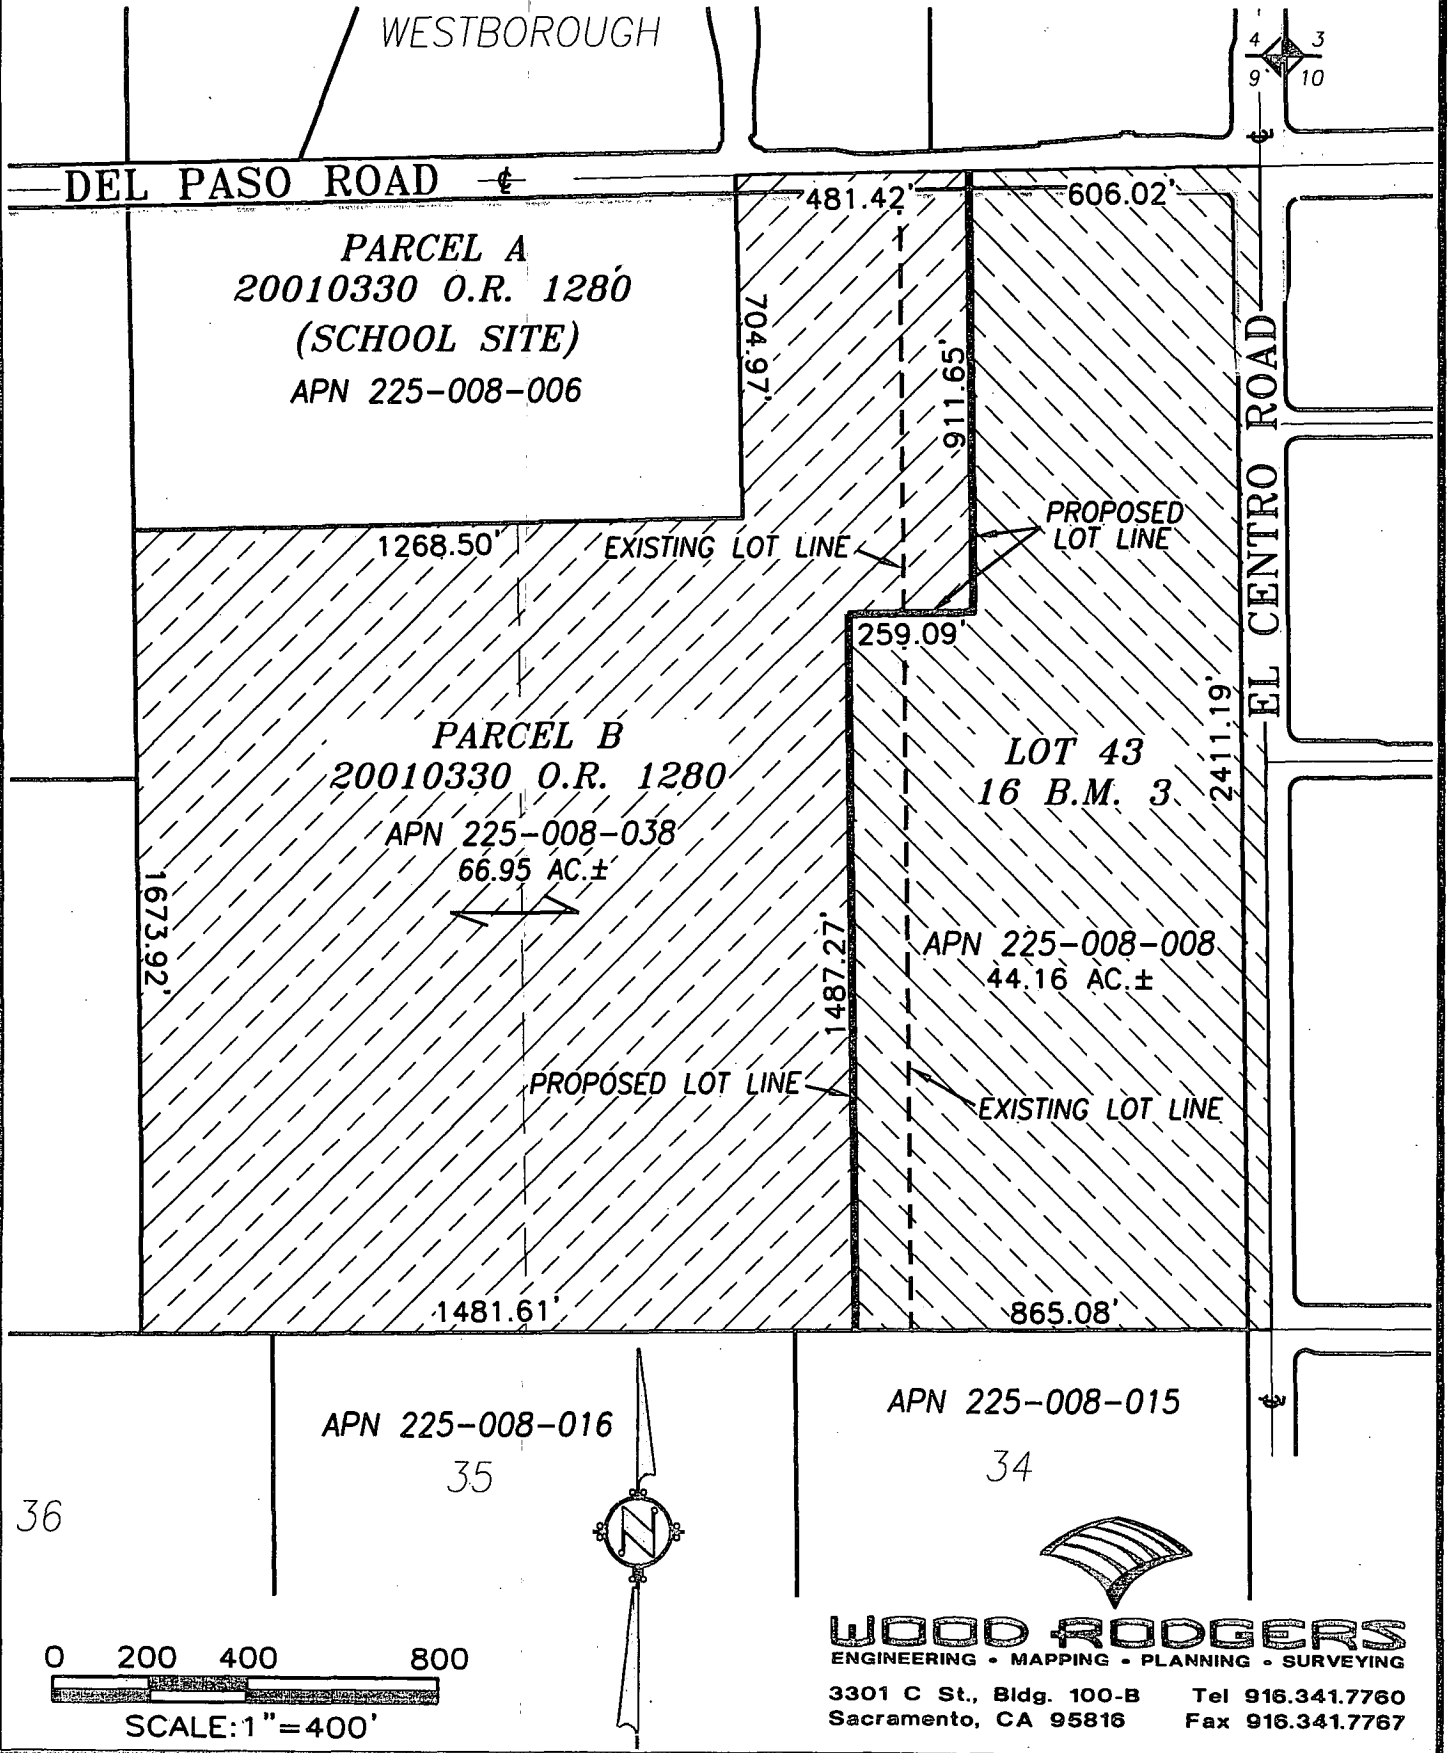 WESTBOROUGH
4 3
9 10
DEL PASO ROAD ℄
481.42'
606.02'
PARCEL A
20010330 O.R. 1280
(SCHOOL SITE)
APN 225-008-006
704.97'
911.65'
EL CENTRO ROAD
1268.50'
EXISTING LOT LINE
PROPOSED
LOT LINE
259.09'
PARCEL B
20010330 O.R. 1280
APN 225-008-038
66.95 AC.±
LOT 43
16 B.M. 3
2411.19'
1673.92'
1487.27'
APN 225-008-008
44.16 AC.±
PROPOSED LOT LINE
EXISTING LOT LINE
1481.61'
865.08'
APN 225-008-016
APN 225-008-015
35
34
36
N
0 200 400 800
SCALE: 1"=400'
WOOD RODGERS
ENGINEERING • MAPPING • PLANNING • SURVEYING
3301 C St., Bldg. 100-B Tel 916.341.7760
Sacramento, CA 95816 Fax 916.341.7767